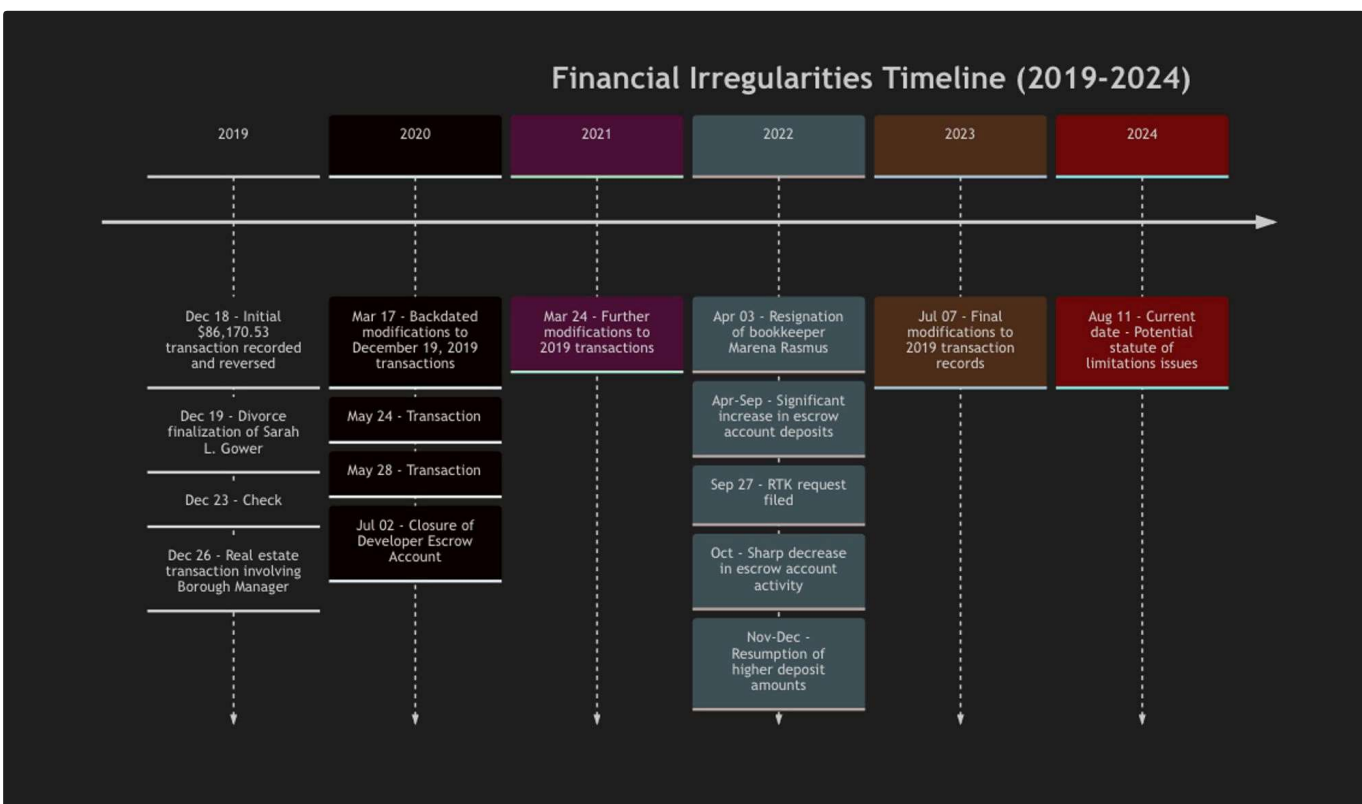 Financial Irregularities Timeline (2019-2024)
2019
2020
2021
2022
2023
2024
Dec 18 - Initial
$86,170.53
transaction recorded
and reversed
Dec 19 - Divorce
finalization of Sarah
L. Gower
Dec 23 - Check
Dec 26 - Real estate
transaction involving
Borough Manager
Mar 17 - Backdated
modifications to
December 19, 2019
transactions
May 24 - Transaction
May 28 - Transaction
Jul 02 - Closure of
Developer Escrow
Account
Mar 24 - Further
modifications to
2019 transactions
Apr 03 - Resignation
of bookkeeper
Marena Rasmus
Apr-Sep - Significant
increase in escrow
account deposits
Sep 27 - RTK request
filed
Oct - Sharp decrease
in escrow account
activity
Nov-Dec -
Resumption of
higher deposit
amounts
Jul 07 - Final
modifications to
2019 transaction
records
Aug 11 - Current
date - Potential
statute of
limitations issues